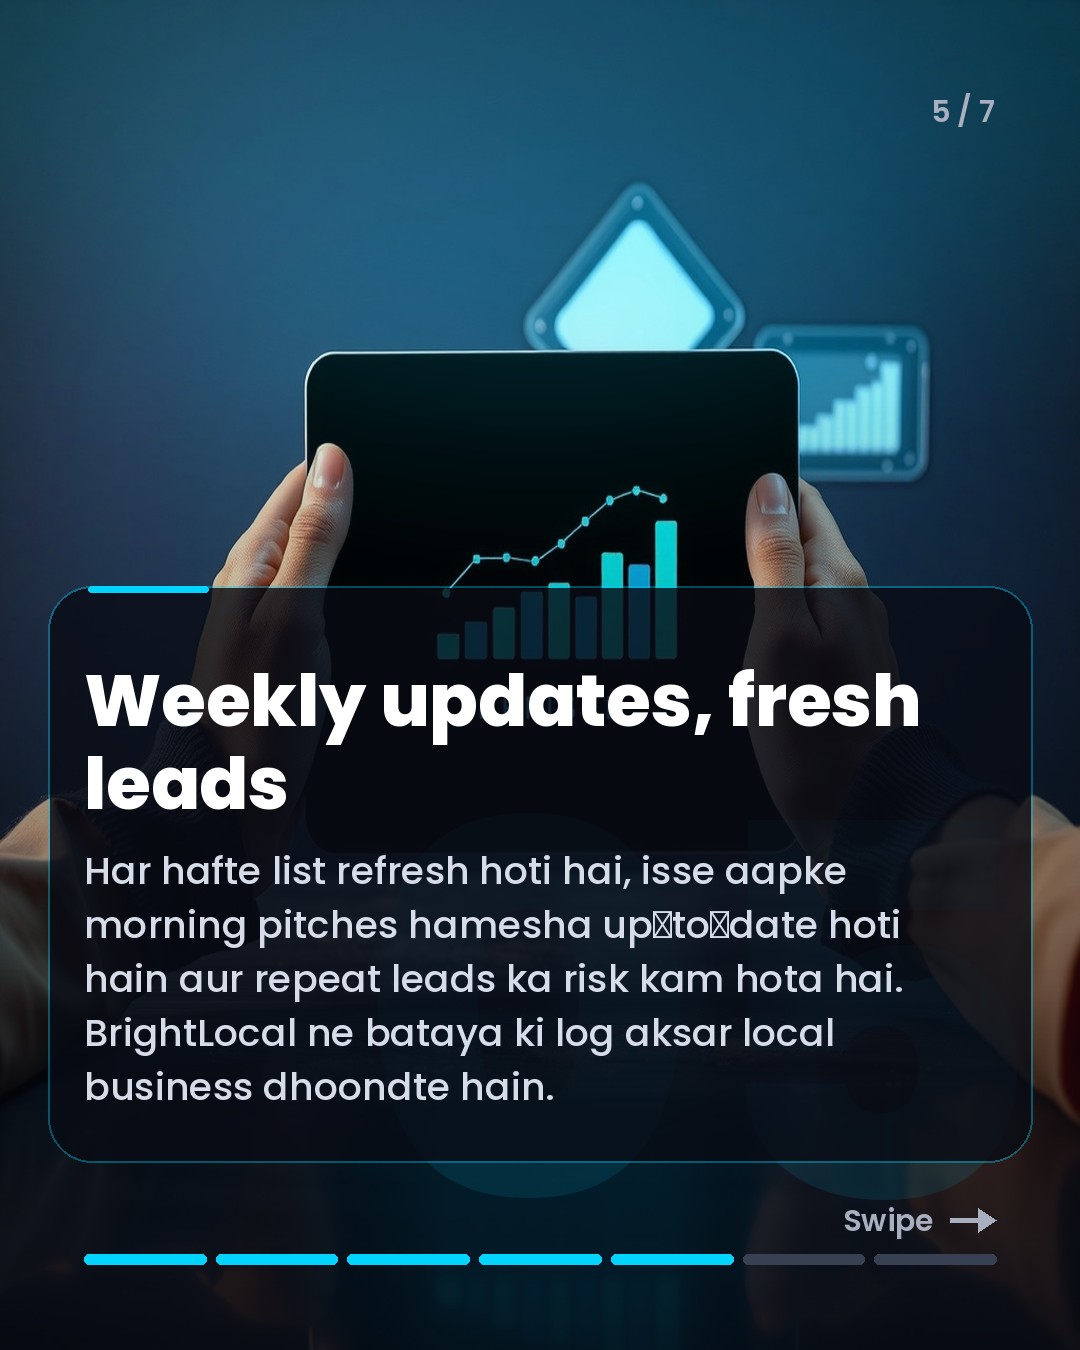 5 / 7
Weekly updates, fresh
leads
Har hafte list refresh hoti hai, isse aapke
morning pitches hamesha up☒to☒date hoti
hain aur repeat leads ka risk kam hota hai.
BrightLocal ne bataya ki log aksar local
business dhoondte hain.
Swipe →